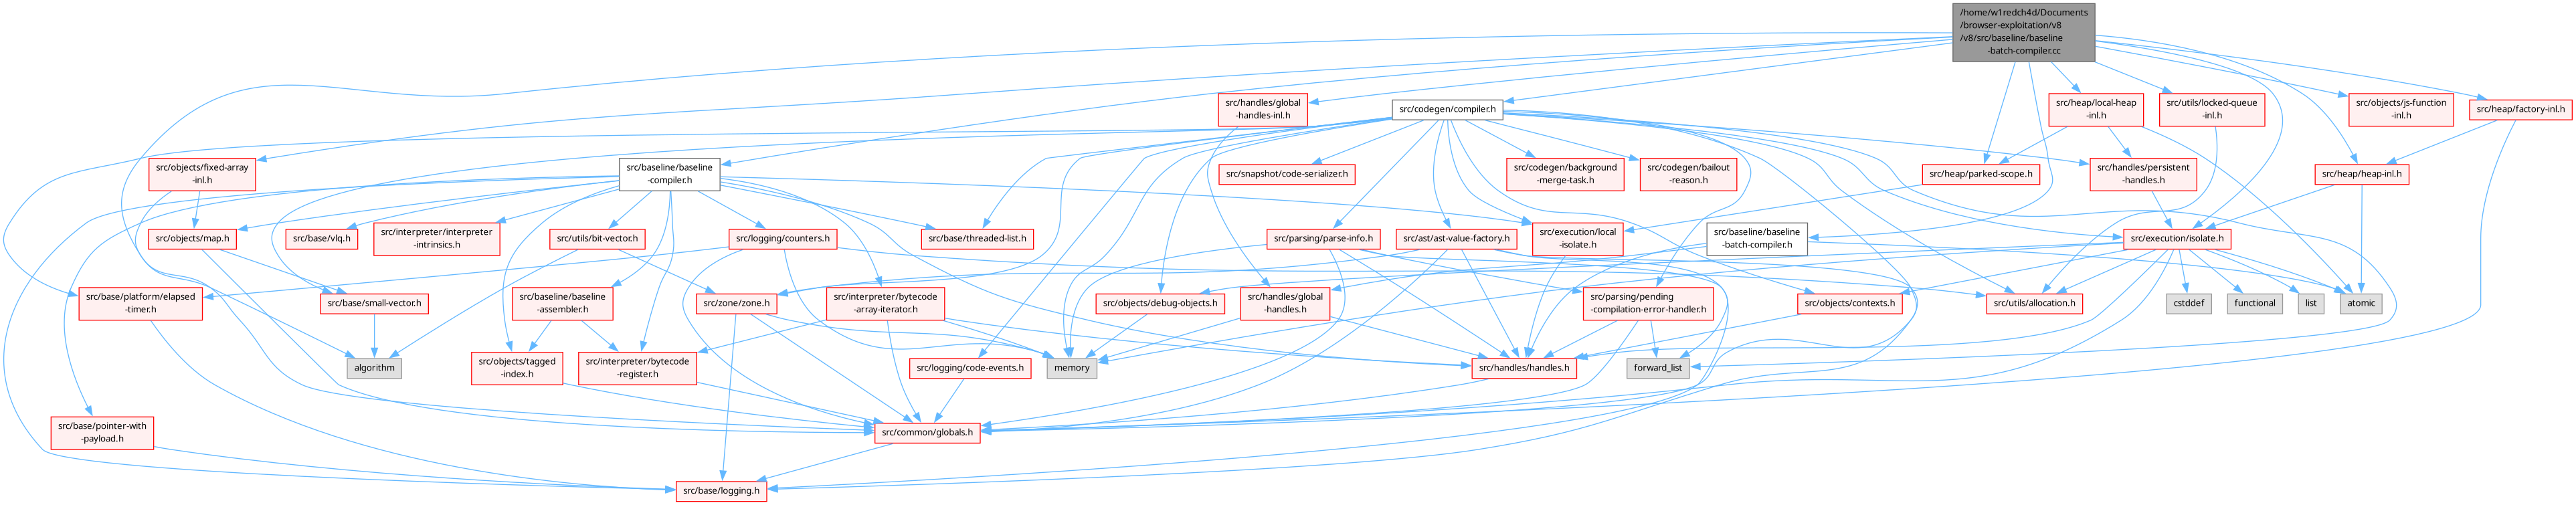 /home/w1redch4d/Documents
/browser-exploitation/v8
/v8/src/baseline/baseline
-batch-compiler.cc
src/handles/global
-handles-inl.h
src/codegen/compiler.h
src/heap/local-heap
-inl.h
src/utils/locked-queue
-inl.h
src/objects/js-function
-inl.h
src/heap/factory-inl.h
src/objects/fixed-array
-inl.h
src/baseline/baseline
-compiler.h
src/snapshot/code-serializer.h
src/codegen/background
-merge-task.h
src/codegen/bailout
-reason.h
src/heap/parked-scope.h
src/handles/persistent
-handles.h
src/heap/heap-inl.h
src/objects/map.h
src/base/vlq.h
src/interpreter/interpreter
-intrinsics.h
src/utils/bit-vector.h
src/logging/counters.h
src/base/threaded-list.h
src/parsing/parse-info.h
src/ast/ast-value-factory.h
src/execution/local
-isolate.h
src/baseline/baseline
-batch-compiler.h
src/execution/isolate.h
src/base/platform/elapsed
-timer.h
src/base/small-vector.h
src/baseline/baseline
-assembler.h
src/zone/zone.h
src/interpreter/bytecode
-array-iterator.h
src/objects/debug-objects.h
src/handles/global
-handles.h
src/parsing/pending
-compilation-error-handler.h
src/objects/contexts.h
src/utils/allocation.h
cstddef
functional
list
atomic
algorithm
src/objects/tagged
-index.h
src/interpreter/bytecode
-register.h
src/logging/code-events.h
memory
src/handles/handles.h
forward_list
src/base/pointer-with
-payload.h
src/common/globals.h
src/base/logging.h